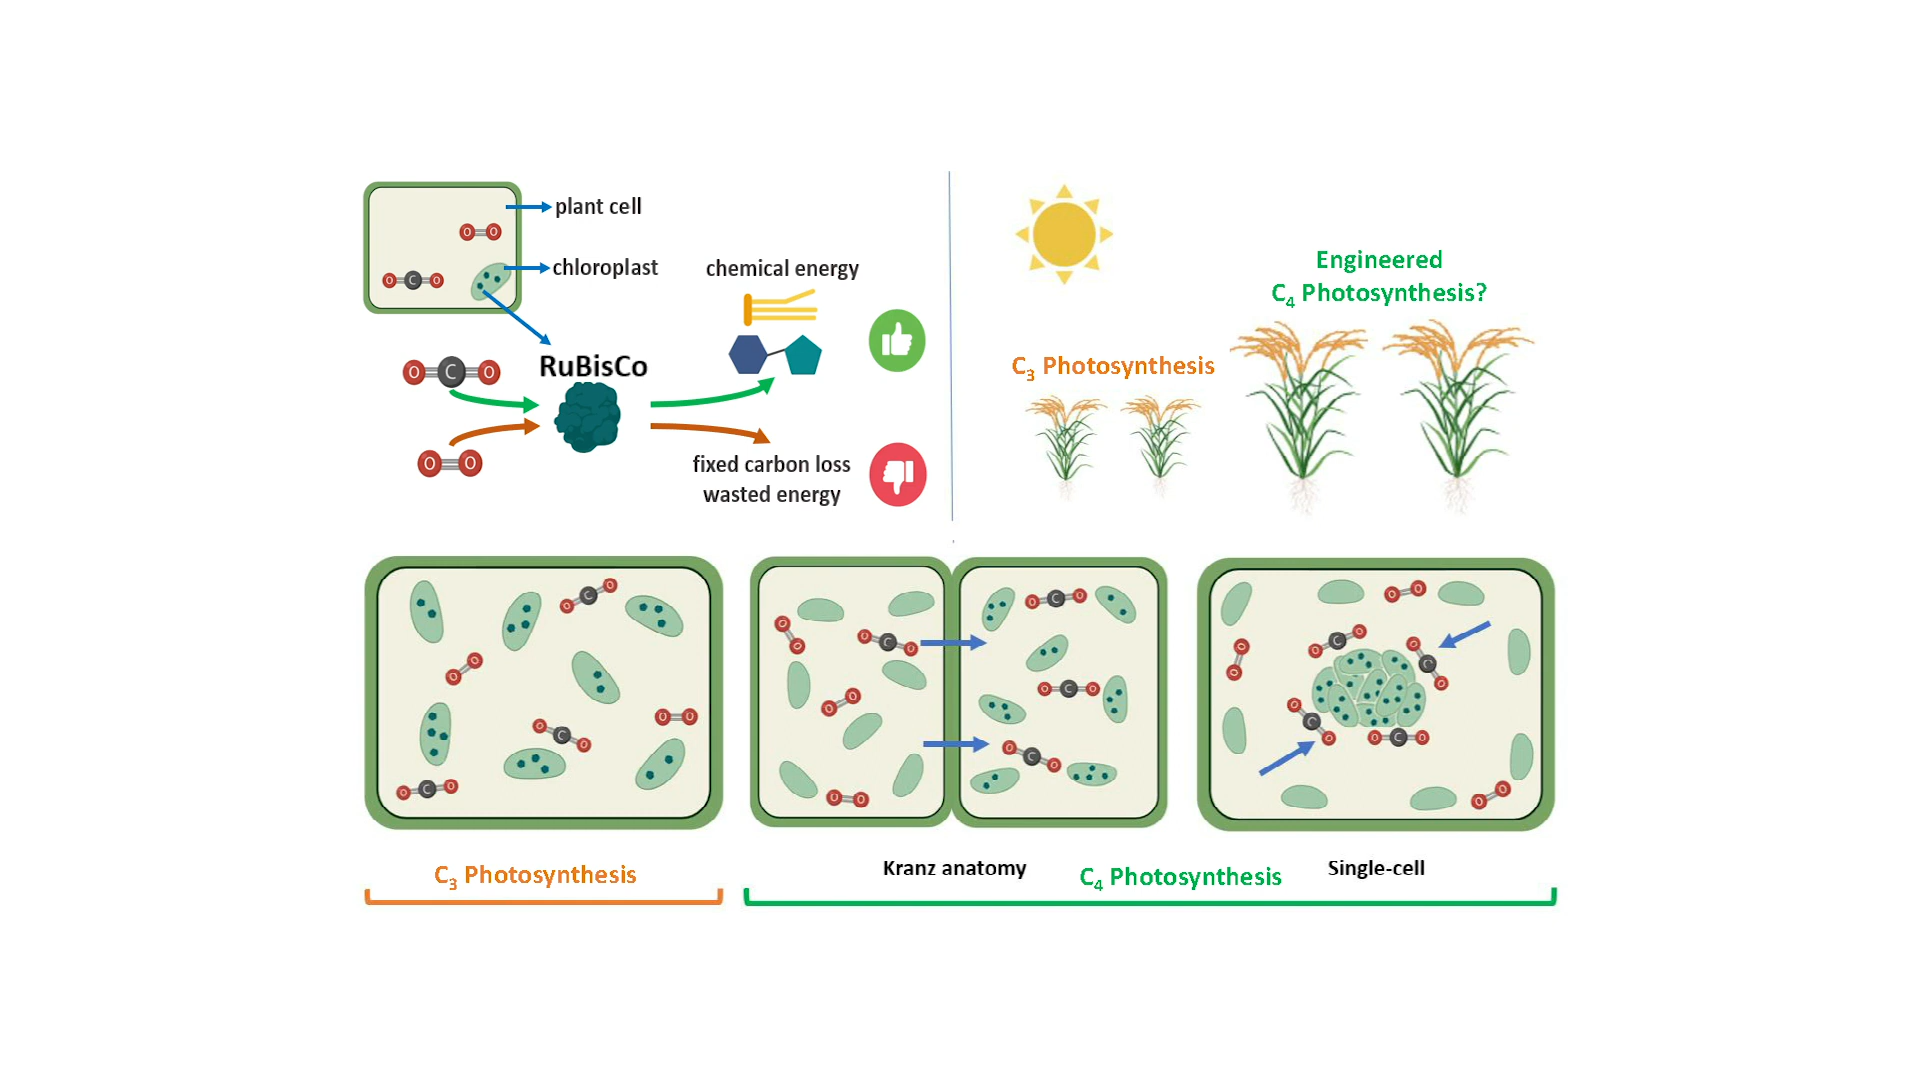 plant cell
chloroplast
O=O
O=C=O
chemical energy
RuBisCo
O=C=O
O=O
fixed carbon loss
wasted energy
Engineered
C₄ Photosynthesis?
C₃ Photosynthesis
Kranz anatomy
Single-cell
C₃ Photosynthesis
C₄ Photosynthesis